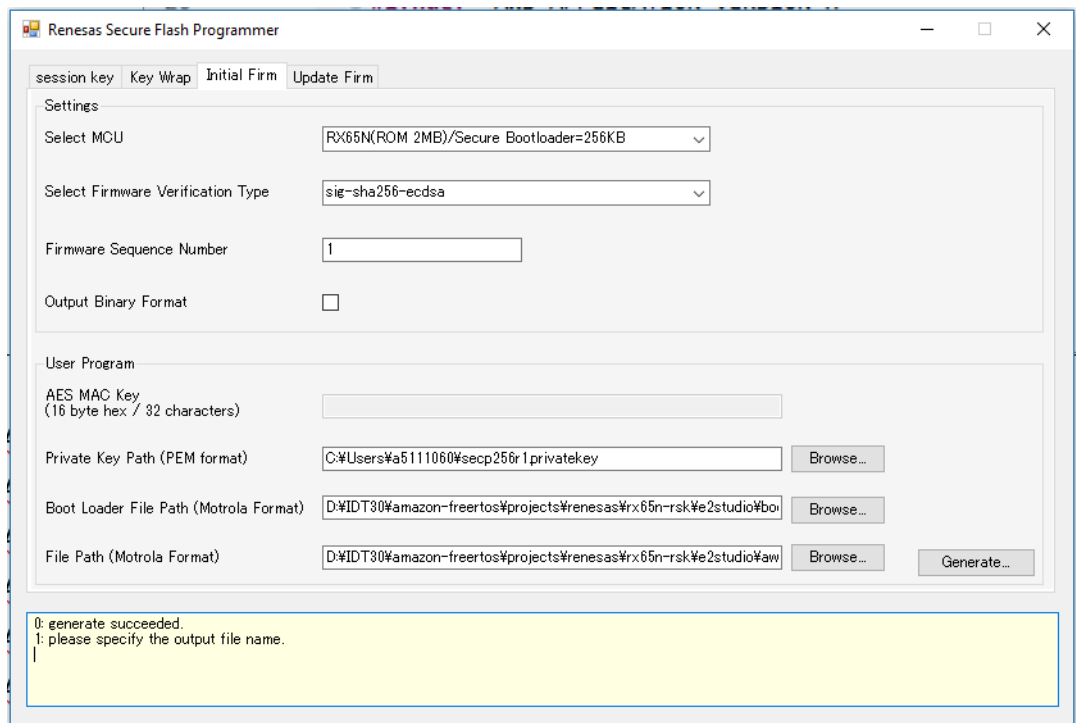 Renesas Secure Flash Programmer
session key Key Wrap Initial Firm Update Firm
Settings
Select MCU RX65N(ROM 2MB)/Secure Bootloader=256KB
Select Firmware Verification Type sig-sha256-ecdsa
Firmware Sequence Number 1
Output Binary Format
User Program
AES MAC Key
(16 byte hex / 32 characters)
Private Key Path (PEM format) C:¥Users¥a5111060¥secp256r1.privatekey Browse...
Boot Loader File Path (Motrola Format) D:¥IDT30¥amazon-freertos¥projects¥renesas¥rx65n-rsk¥e2studio¥bo Browse...
File Path (Motrola Format) D:¥IDT30¥amazon-freertos¥projects¥renesas¥rx65n-rsk¥e2studio¥aw Browse...
Generate...
0: generate succeeded.
1: please specify the output file name.